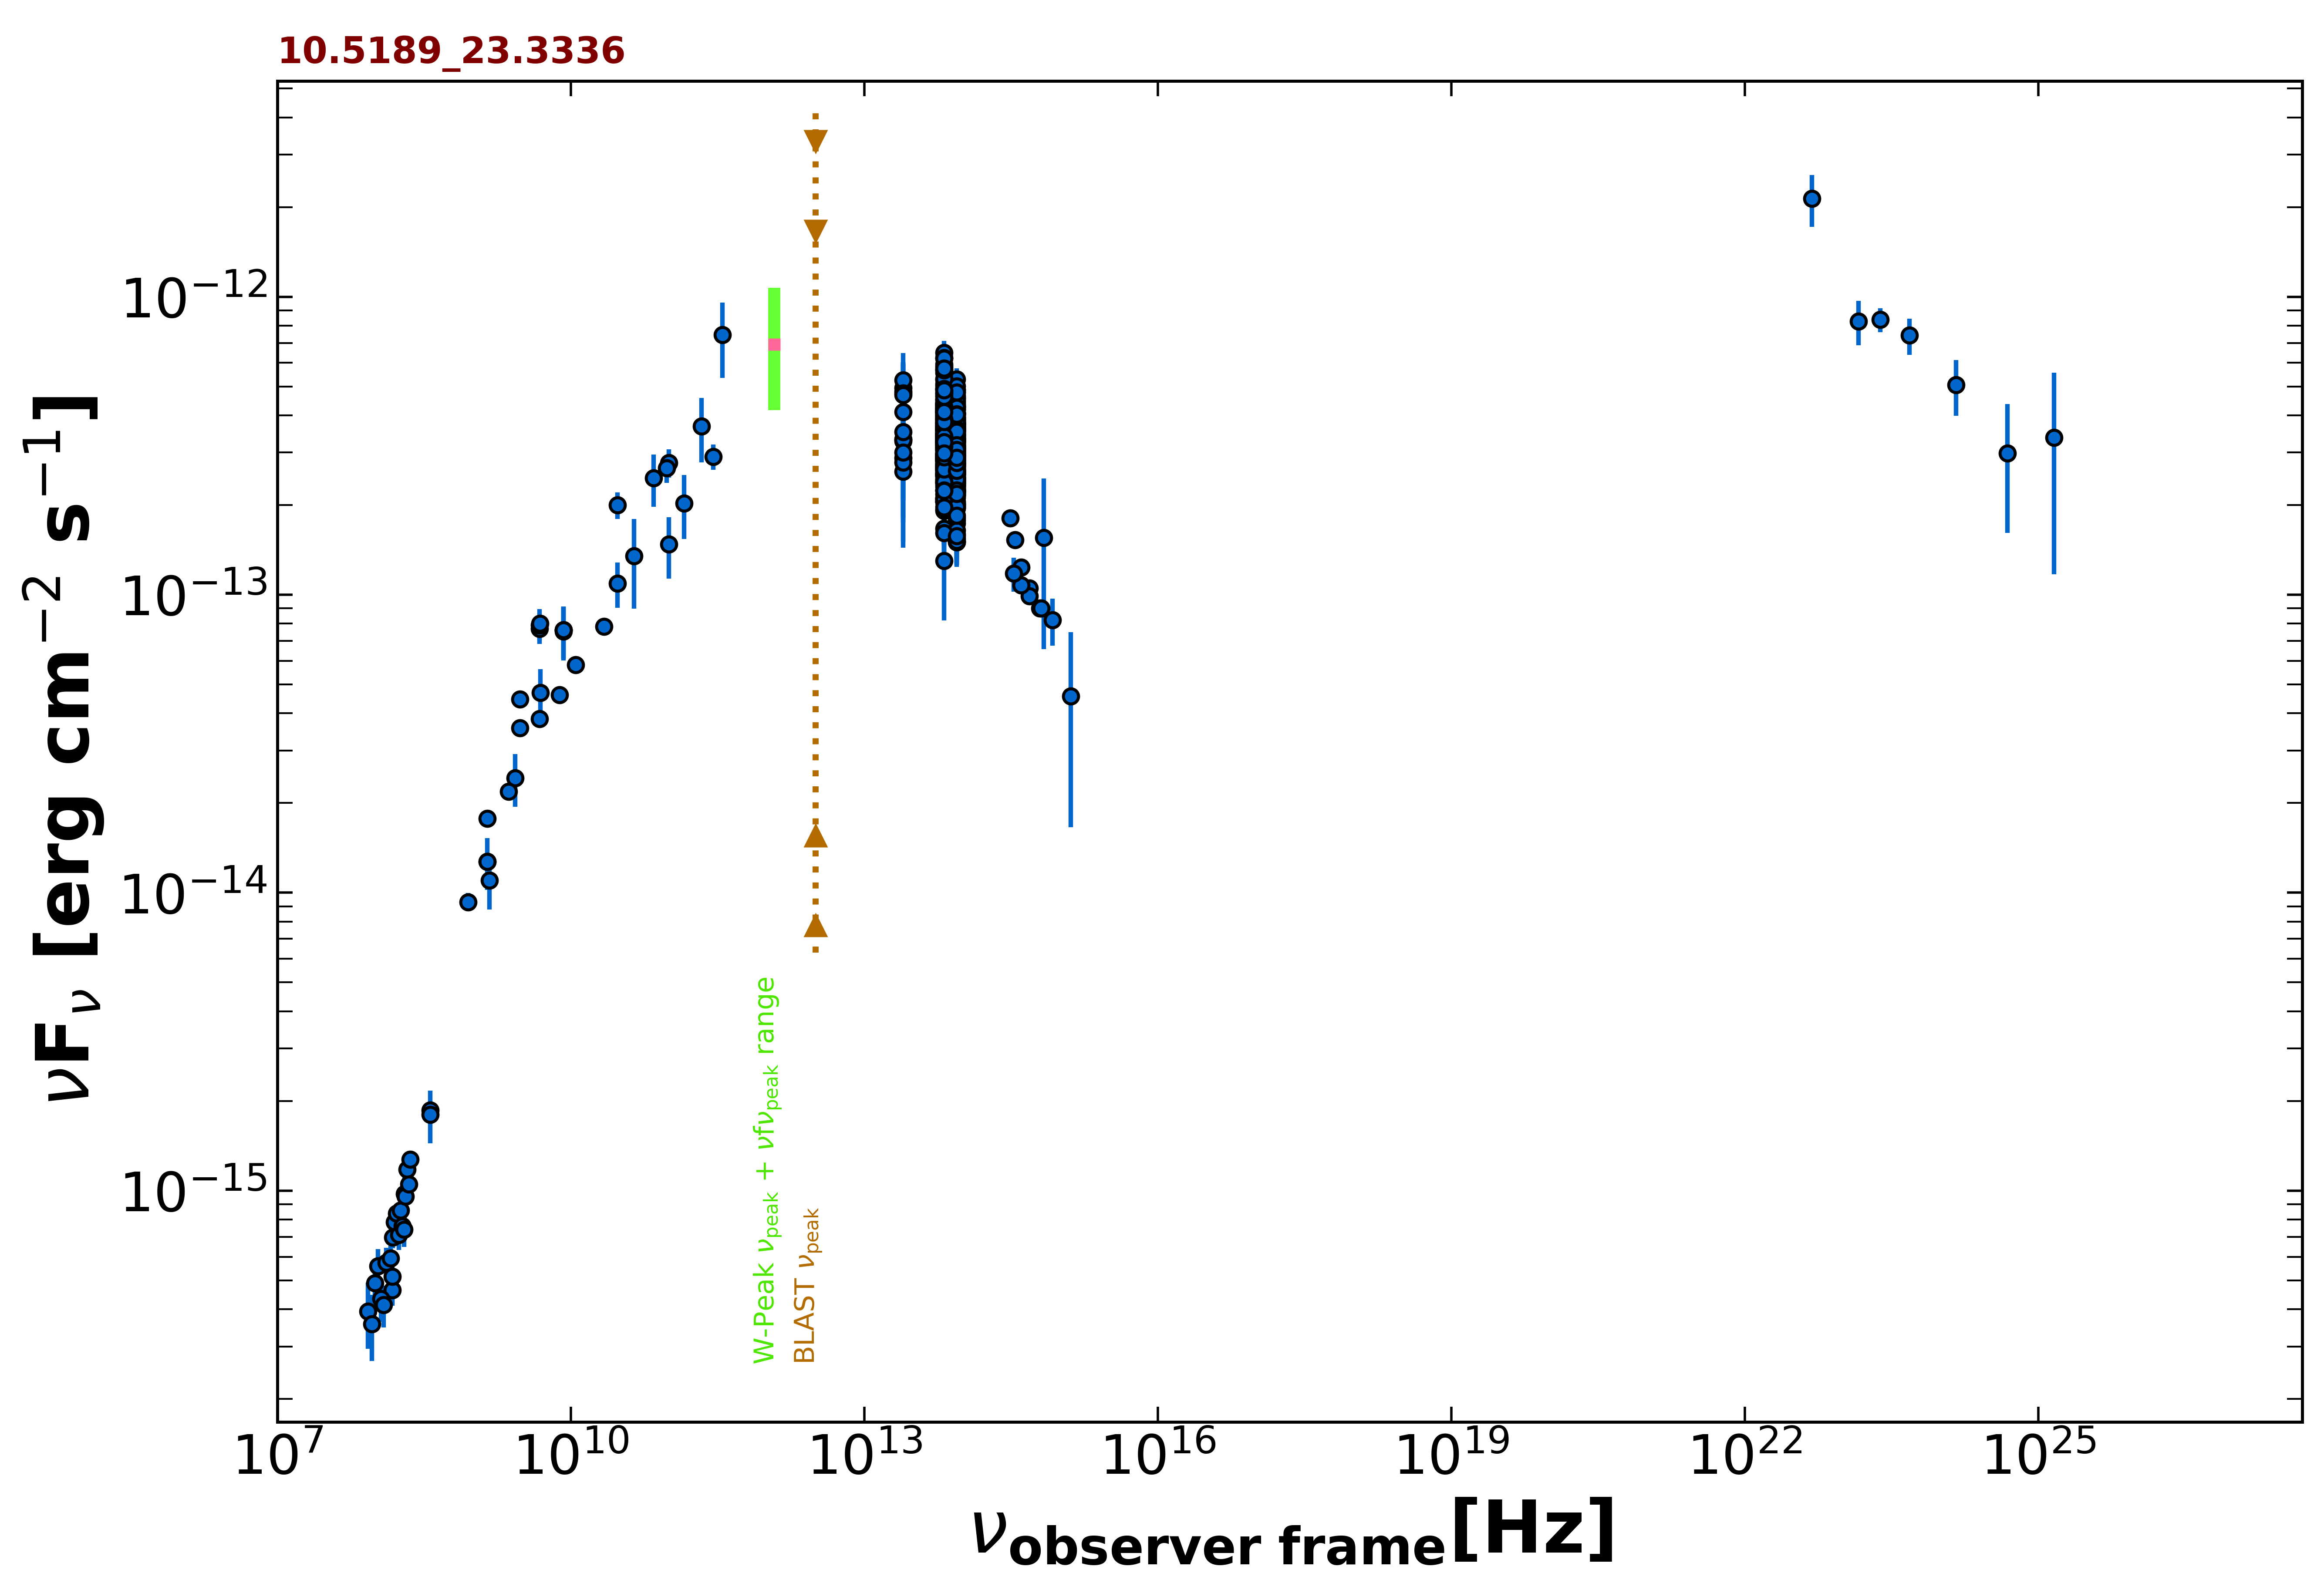 10.5189_23.3336
νFν [erg cm⁻² s⁻¹]
10⁻¹²
10⁻¹³
10⁻¹⁴
10⁻¹⁵
W-Peak νpeak + νfνpeak range
BLAST νpeak
10⁷ 10¹⁰ 10¹³ 10¹⁶ 10¹⁹ 10²² 10²⁵
νobserver frame[Hz]